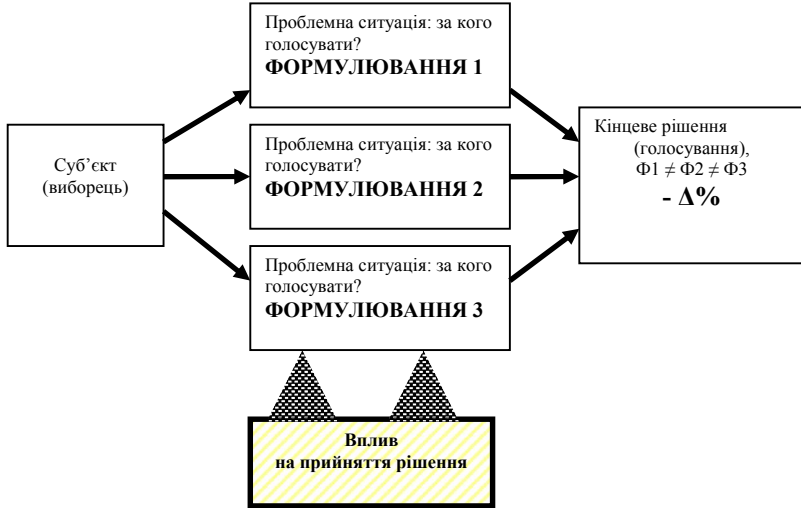 Проблемна ситуація: за кого
голосувати?
ФОРМУЛЮВАННЯ 1
Суб’єкт
(виборець)
Проблемна ситуація: за кого
голосувати?
ФОРМУЛЮВАННЯ 2
Кінцеве рішення
(голосування),
Ф1 ≠ Ф2 ≠ Ф3
- Δ%
Проблемна ситуація: за кого
голосувати?
ФОРМУЛЮВАННЯ 3
Вплив
на прийняття рішення